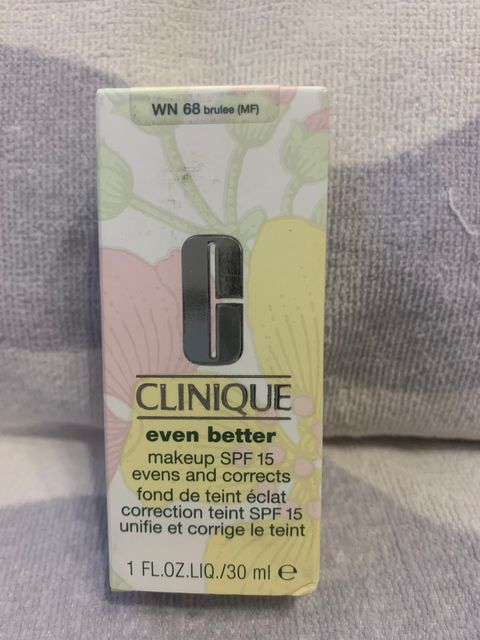 WN 68 brulee (MF)
CLINIQUE
even better
makeup SPF 15
evens and corrects
fond de teint éclat
correction teint SPF 15
unifie et corrige le teint
1 FL.OZ.LIQ./30 ml ℮